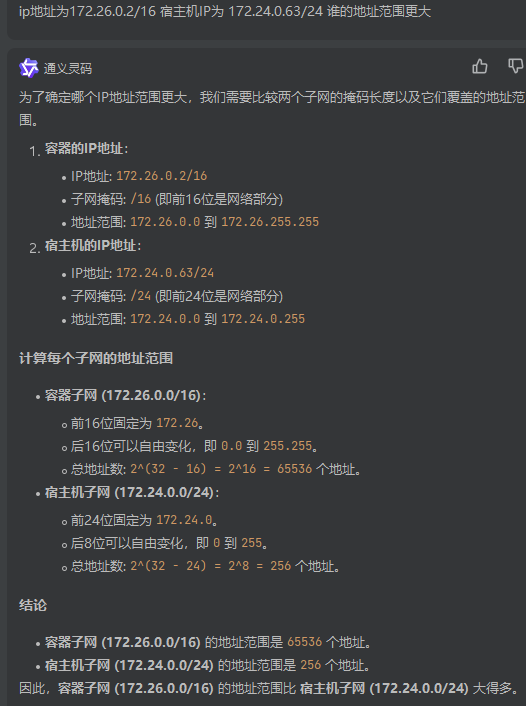 ip地址为172.26.0.2/16 宿主机IP为 172.24.0.63/24 谁的地址范围更大
通义灵码
为了确定哪个IP地址范围更大，我们需要比较两个子网的掩码长度以及它们覆盖的地址范
围。
1. 容器的IP地址：
• IP地址: 172.26.0.2/16
• 子网掩码: /16 (即前16位是网络部分)
• 地址范围: 172.26.0.0 到 172.26.255.255
2. 宿主机的IP地址：
• IP地址: 172.24.0.63/24
• 子网掩码: /24 (即前24位是网络部分)
• 地址范围: 172.24.0.0 到 172.24.0.255
计算每个子网的地址范围
• 容器子网 (172.26.0.0/16)：
○ 前16位固定为 172.26。
○ 后16位可以自由变化，即 0.0 到 255.255。
○ 总地址数: 2^(32 - 16) = 2^16 = 65536 个地址。
• 宿主机子网 (172.24.0.0/24)：
○ 前24位固定为 172.24.0。
○ 后8位可以自由变化，即 0 到 255。
○ 总地址数: 2^(32 - 24) = 2^8 = 256 个地址。
结论
• 容器子网 (172.26.0.0/16) 的地址范围是 65536 个地址。
• 宿主机子网 (172.24.0.0/24) 的地址范围是 256 个地址。
因此，容器子网 (172.26.0.0/16) 的地址范围比 宿主机子网 (172.24.0.0/24) 大得多。